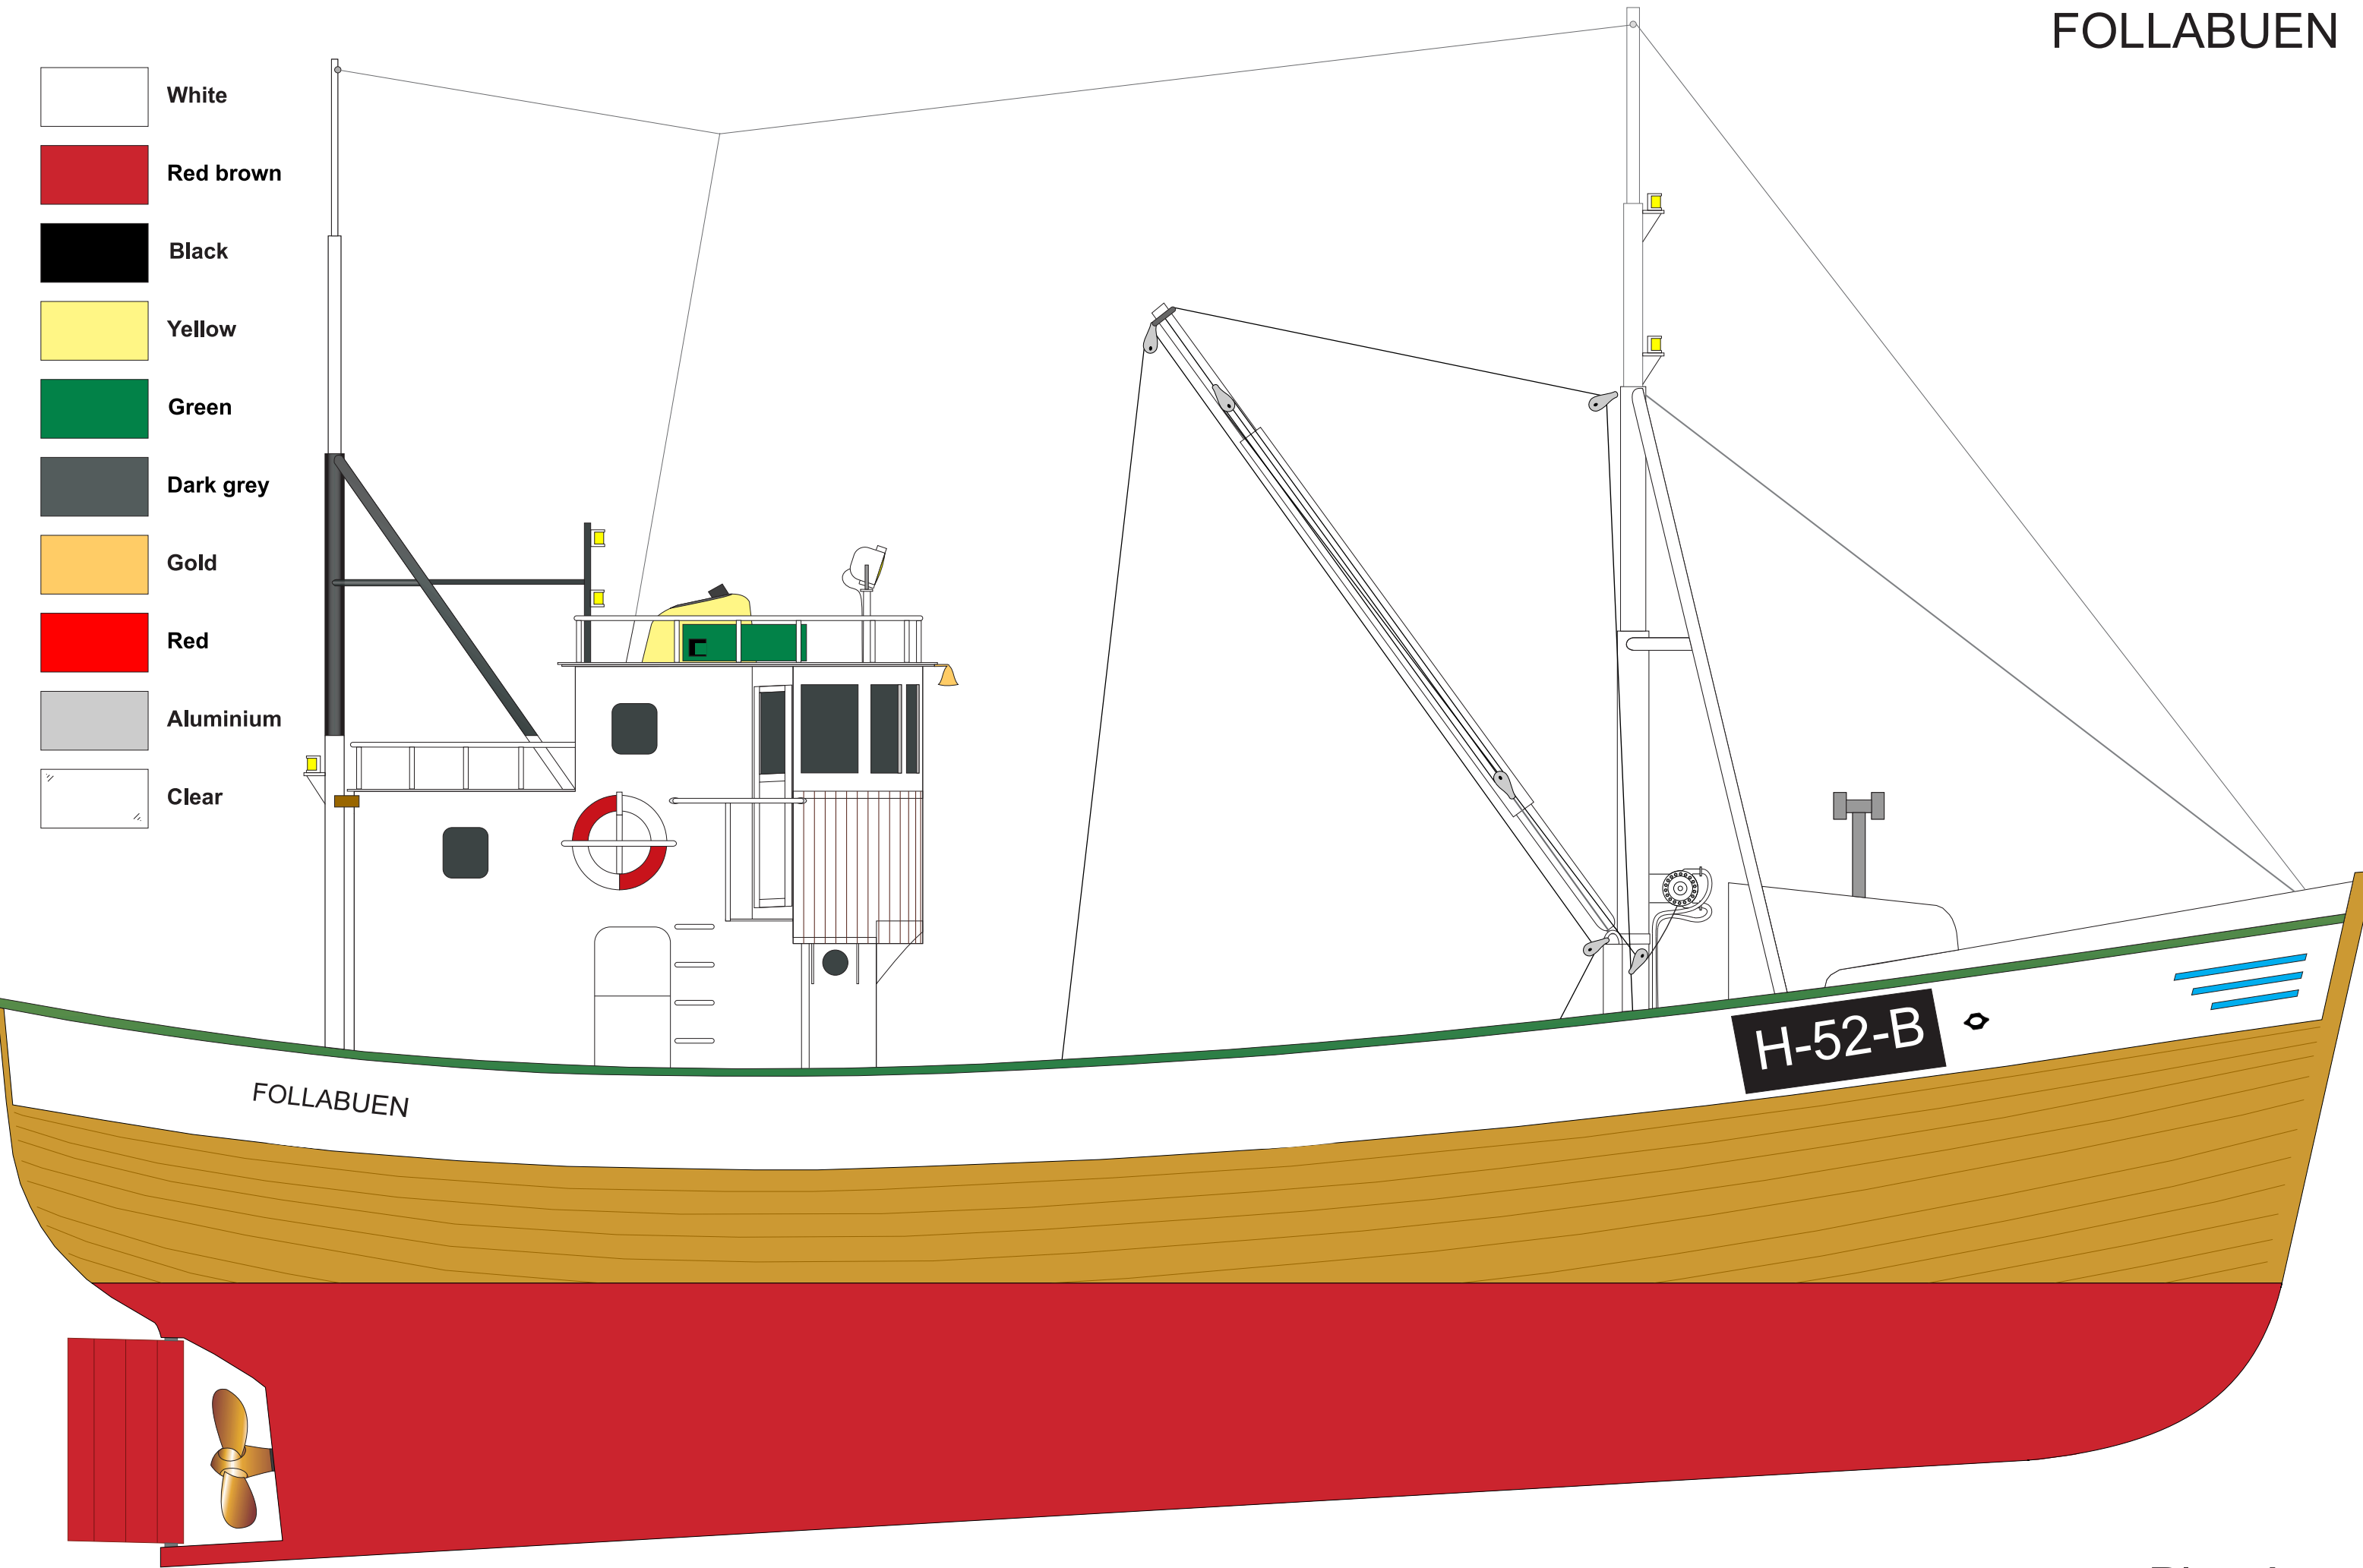 FOLLABUEN
White
Red brown
Black
Yellow
Green
Dark grey
Gold
Red
Aluminium
Clear
H-52-B
FOLLABUEN